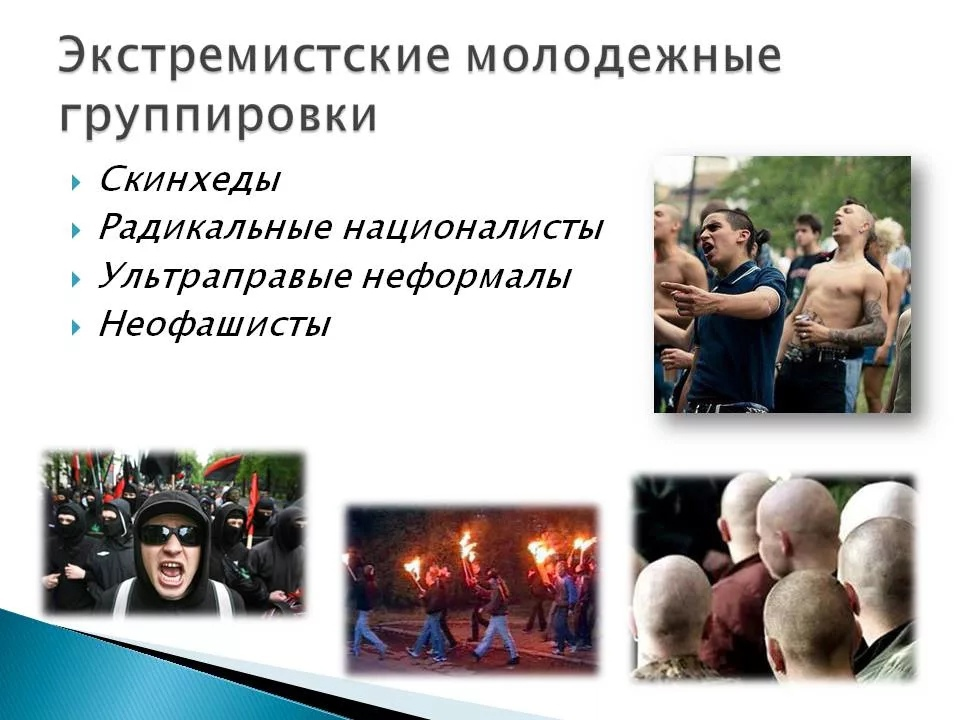 Экстремистские молодежные
группировки
Скинхеды
Радикальные националисты
Ультраправые неформалы
Неофашисты